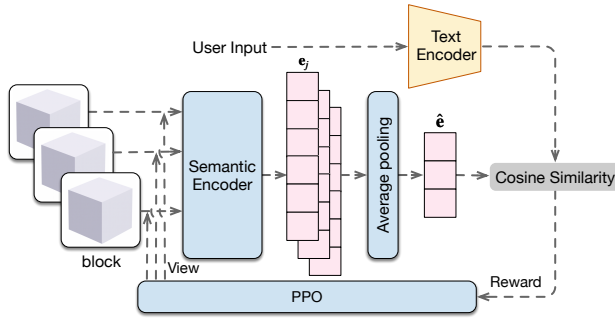 User Input
Text
Encoder
e_j
Semantic
Encoder
Average pooling
ê
Cosine Similarity
block
View
Reward
PPO